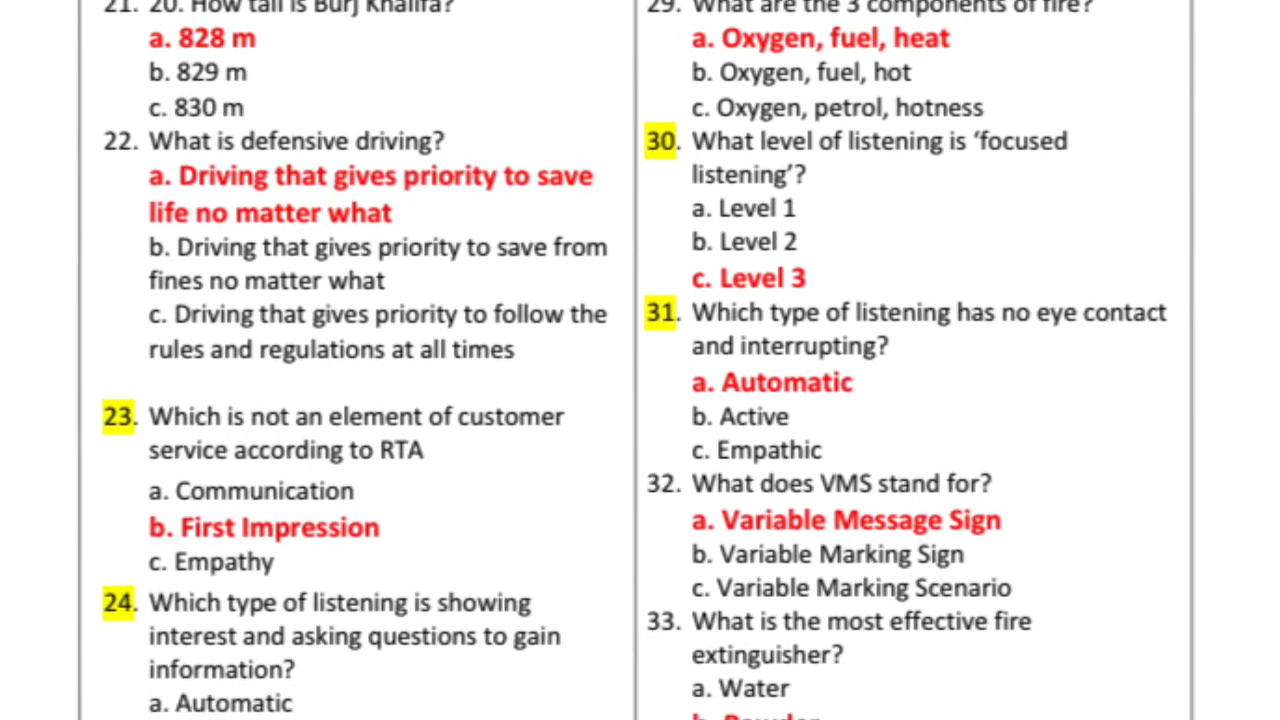 21. 20. How tall is Burj Khalifa?
a. 828 m
b. 829 m
c. 830 m
22. What is defensive driving?
a. Driving that gives priority to save
life no matter what
b. Driving that gives priority to save from
fines no matter what
c. Driving that gives priority to follow the
rules and regulations at all times
23. Which is not an element of customer
service according to RTA
a. Communication
b. First Impression
c. Empathy
24. Which type of listening is showing
interest and asking questions to gain
information?
a. Automatic
29. What are the 3 components of fire?
a. Oxygen, fuel, heat
b. Oxygen, fuel, hot
c. Oxygen, petrol, hotness
30. What level of listening is ‘focused
listening’?
a. Level 1
b. Level 2
c. Level 3
31. Which type of listening has no eye contact
and interrupting?
a. Automatic
b. Active
c. Empathic
32. What does VMS stand for?
a. Variable Message Sign
b. Variable Marking Sign
c. Variable Marking Scenario
33. What is the most effective fire
extinguisher?
a. Water
b. Powder